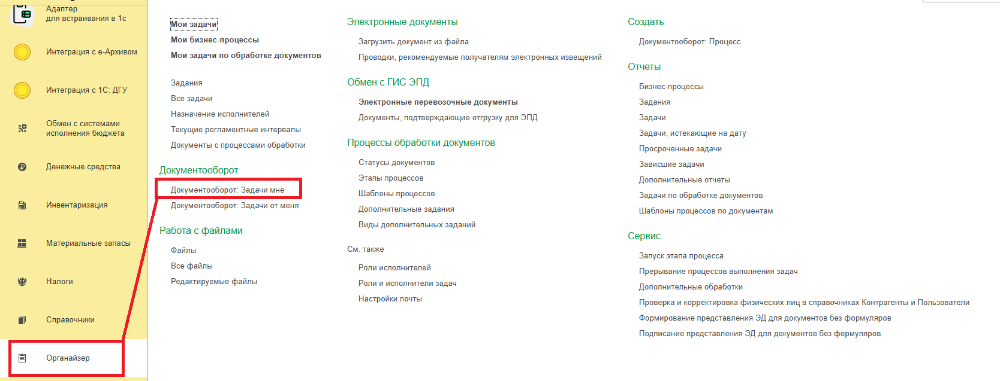 Адаптер
для встраивания в 1с
Интеграция с е-Архивом
Интеграция с 1С: ДГУ
Обмен с системами
исполнения бюджета
Денежные средства
Инвентаризация
Материальные запасы
Налоги
Справочники
Органайзер
Мои задачи
Мои бизнес-процессы
Мои задачи по обработке документов
Задания
Все задачи
Назначение исполнителей
Текущие регламентные интервалы
Документы с процессами обработки
Документооборот
Документооборот: Задачи мне
Документооборот: Задачи от меня
Работа с файлами
Файлы
Все файлы
Редактируемые файлы
Электронные документы
Загрузить документ из файла
Проводки, рекомендуемые получателям электронных извещений
Обмен с ГИС ЭПД
Электронные перевозочные документы
Документы, подтверждающие отгрузку для ЭПД
Процессы обработки документов
Статусы документов
Этапы процессов
Шаблоны процессов
Дополнительные задания
Виды дополнительных заданий
См. также
Роли исполнителей
Роли и исполнители задач
Настройки почты
Создать
Документооборот: Процесс
Отчеты
Бизнес-процессы
Задания
Задачи
Задачи, истекающие на дату
Просроченные задачи
Зависшие задачи
Дополнительные отчеты
Задачи по обработке документов
Шаблоны процессов по документам
Сервис
Запуск этапа процесса
Прерывание процессов выполнения задач
Дополнительные обработки
Проверка и корректировка физических лиц в справочниках Контрагенты и Пользователи
Формирование представления ЭД для документов без формуляров
Подписание представления ЭД для документов без формуляров